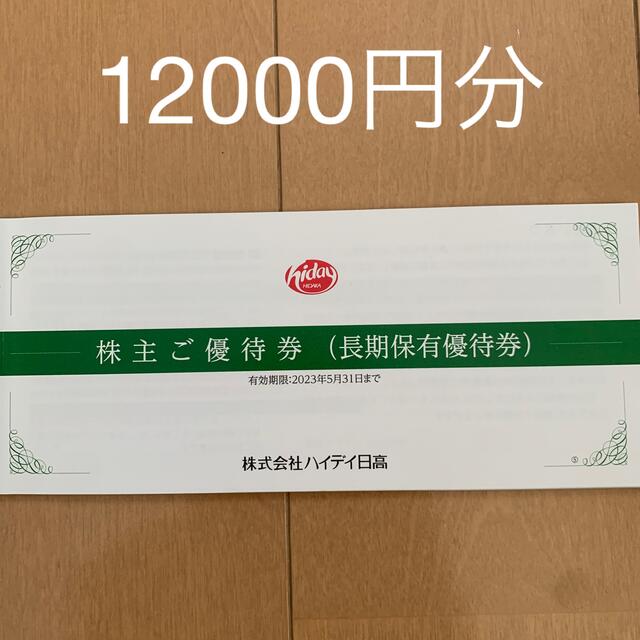 12000円分
hiday
HIDAKA
株主ご優待券 (長期保有優待券)
有効期限:2023年5月31日まで
株式会社ハイデイ日高
Ⓢ